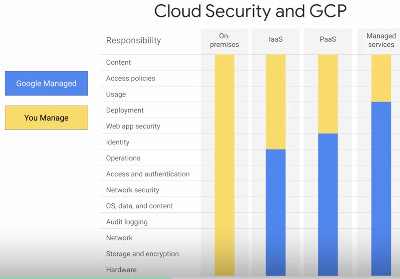 Cloud Security and GCP
Responsibility
On-
premises
IaaS
PaaS
Managed
services
Google Managed
You Manage
Content
Access policies
Usage
Deployment
Web app security
Identity
Operations
Access and authentication
Network security
OS, data, and content
Audit logging
Network
Storage and encryption
Hardware